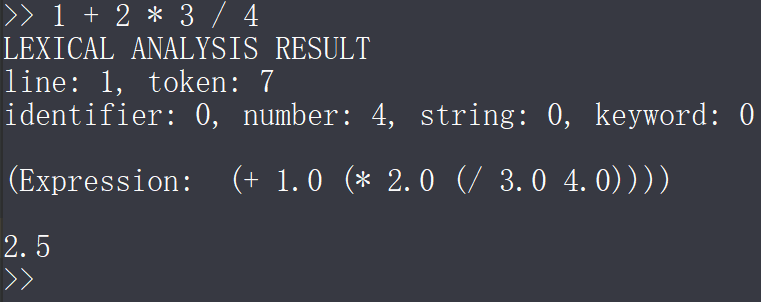 >> 1 + 2 * 3 / 4
LEXICAL ANALYSIS RESULT
line: 1, token: 7
identifier: 0, number: 4, string: 0, keyword: 0
(Expression:  (+ 1.0 (* 2.0 (/ 3.0 4.0))))
2.5
>>